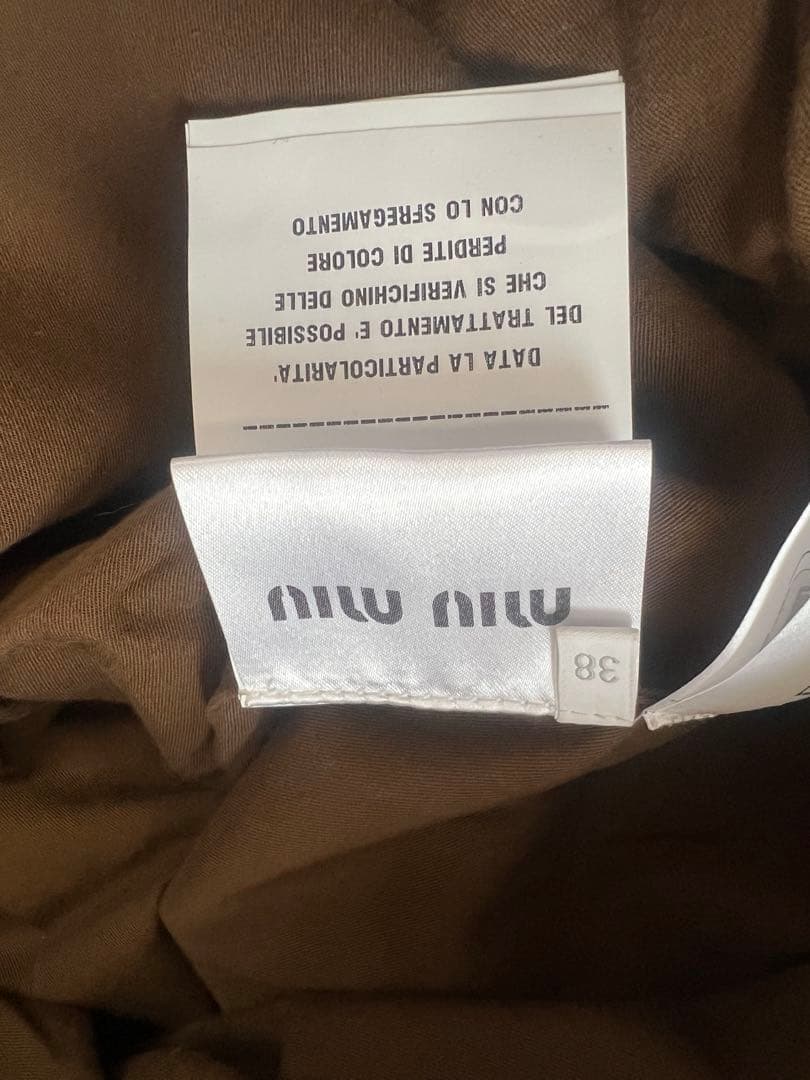 DATA LA PARTICOLARITA'
DEL TRATTAMENTO E' POSSIBILE
CHE SI VERIFICHINO DELLE
PERDITE DI COLORE
CON LO SFREGAMENTO
MIU MIU
38